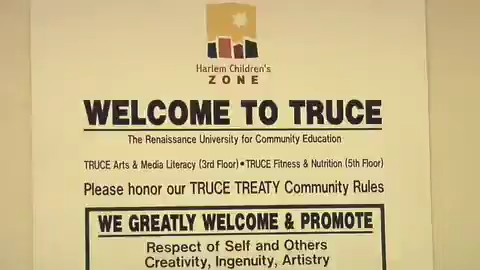 Harlem Children's
ZONE
WELCOME TO TRUCE
The Renaissance University for Community Education
TRUCE Arts & Media Literacy (3rd Floor) • TRUCE Fitness & Nutrition (5th Floor)
Please honor our TRUCE TREATY Community Rules
WE GREATLY WELCOME & PROMOTE
Respect of Self and Others
Creativity, Ingenuity, Artistry